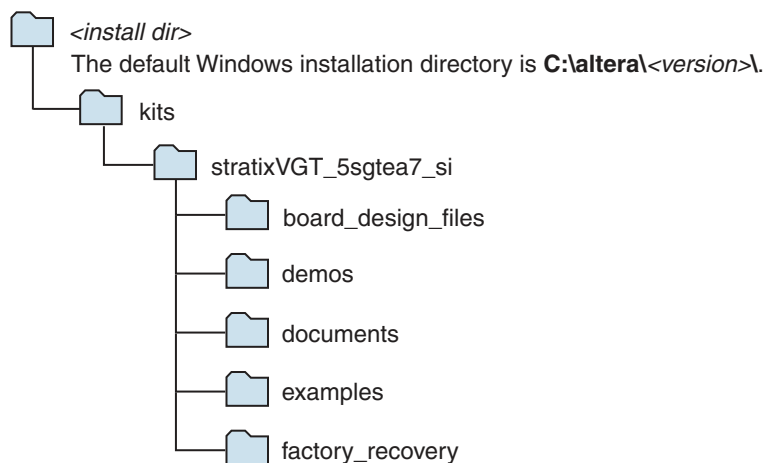 <install dir>
The default Windows installation directory is C:\altera\<version>\.
kits
stratixVGT_5sgtea7_si
board_design_files
demos
documents
examples
factory_recovery